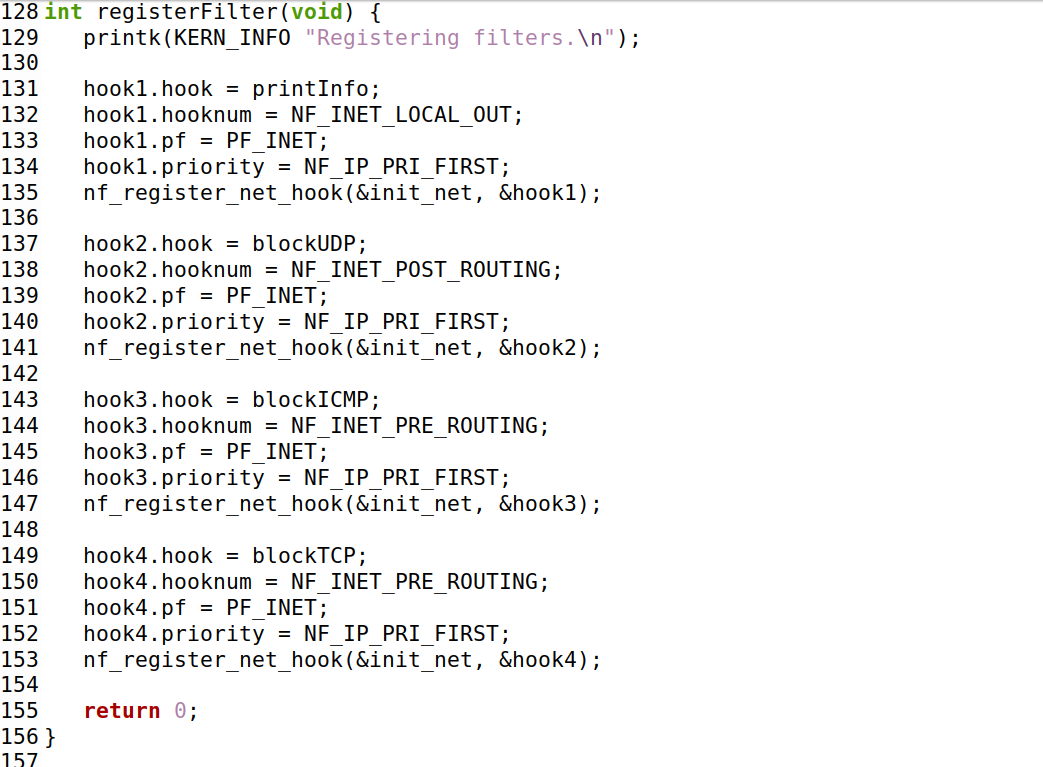 128 int registerFilter(void) {
129    printk(KERN_INFO "Registering filters.\n");
130
131    hook1.hook = printInfo;
132    hook1.hooknum = NF_INET_LOCAL_OUT;
133    hook1.pf = PF_INET;
134    hook1.priority = NF_IP_PRI_FIRST;
135    nf_register_net_hook(&init_net, &hook1);
136
137    hook2.hook = blockUDP;
138    hook2.hooknum = NF_INET_POST_ROUTING;
139    hook2.pf = PF_INET;
140    hook2.priority = NF_IP_PRI_FIRST;
141    nf_register_net_hook(&init_net, &hook2);
142
143    hook3.hook = blockICMP;
144    hook3.hooknum = NF_INET_PRE_ROUTING;
145    hook3.pf = PF_INET;
146    hook3.priority = NF_IP_PRI_FIRST;
147    nf_register_net_hook(&init_net, &hook3);
148
149    hook4.hook = blockTCP;
150    hook4.hooknum = NF_INET_PRE_ROUTING;
151    hook4.pf = PF_INET;
152    hook4.priority = NF_IP_PRI_FIRST;
153    nf_register_net_hook(&init_net, &hook4);
154
155    return 0;
156 }
157